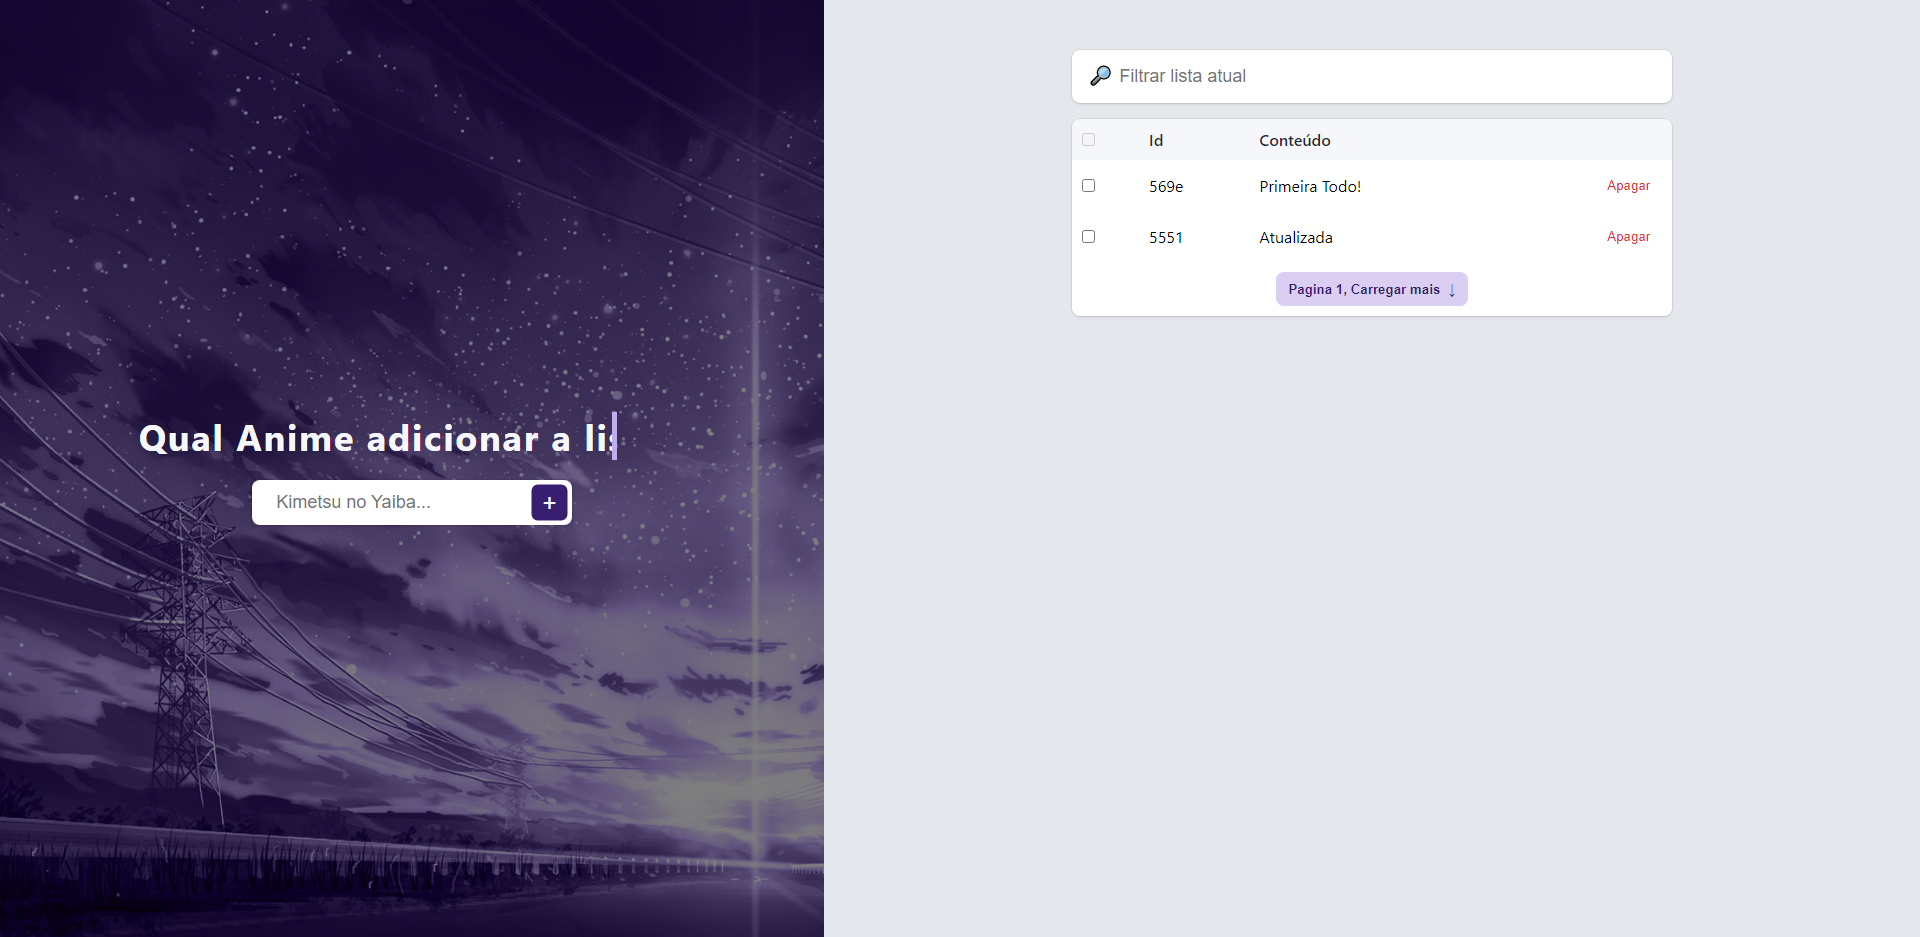 Qual Anime adicionar a lis
Kimetsu no Yaiba...
+
Filtrar lista atual
Id Conteúdo
569e Primeira Todo! Apagar
5551 Atualizada Apagar
Pagina 1, Carregar mais ↓